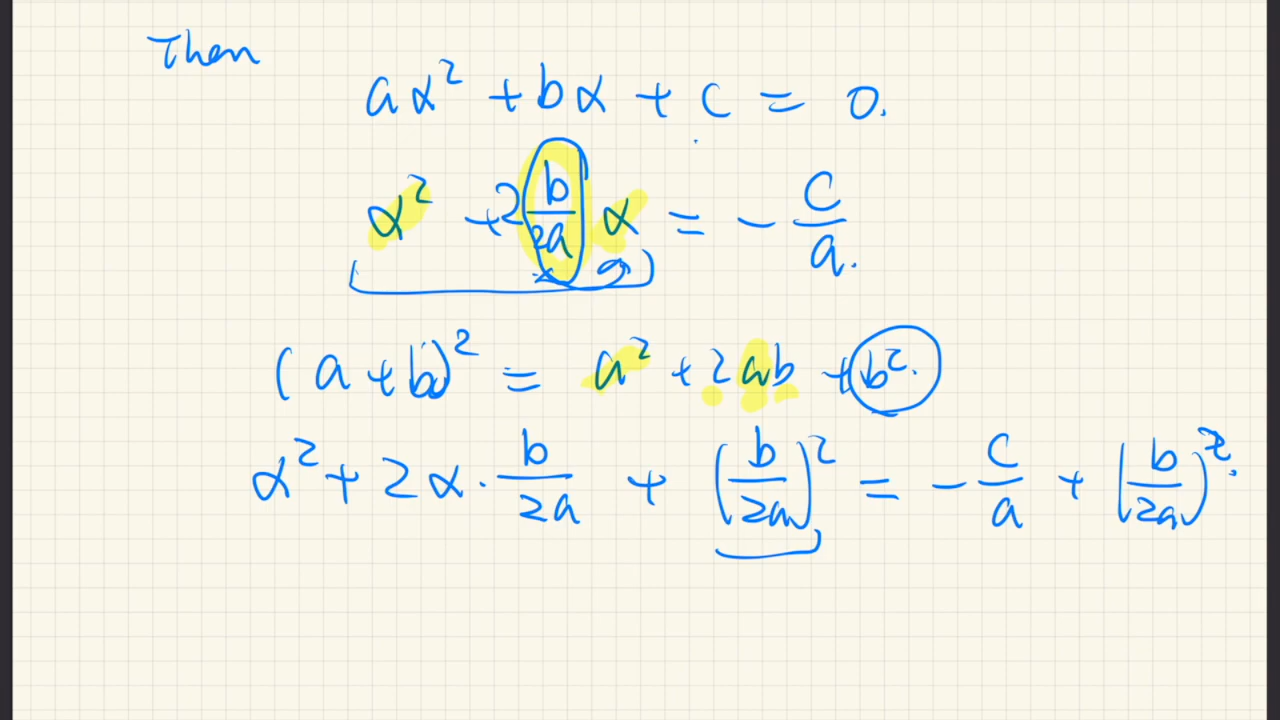 Then
aα² + bα + c = 0.
α² + 2 b/2a α = - c/a.
(a+b)² = a² + 2ab + b².
α² + 2α · b/2a + (b/2a)² = - c/a + (b/2a)².